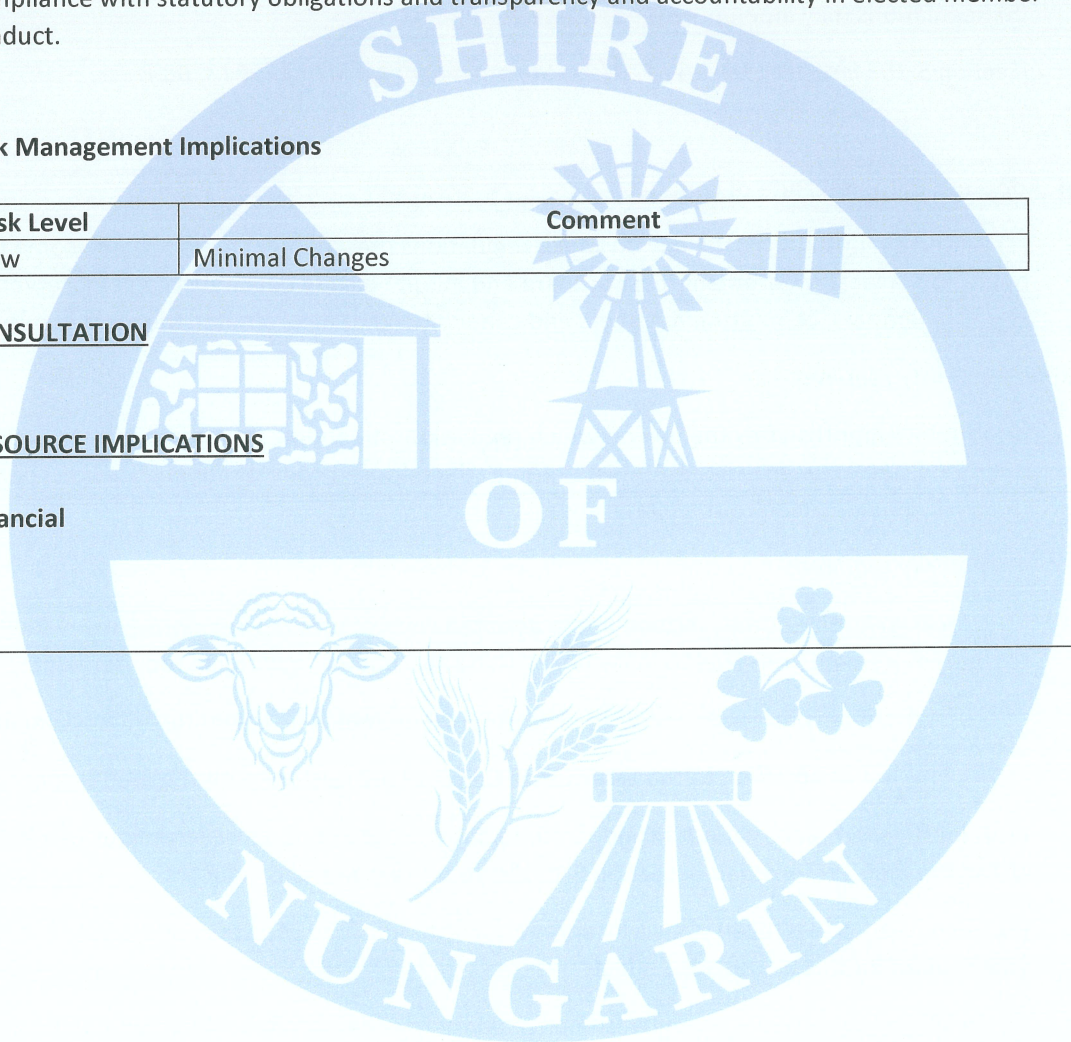 mpliance with statutory obligations and transparency and accountability in elected member
nduct.
k Management Implications
sk Level Comment
w Minimal Changes
NSULTATION
SOURCE IMPLICATIONS
ancial
SHIRE
OF
NUNGARIN